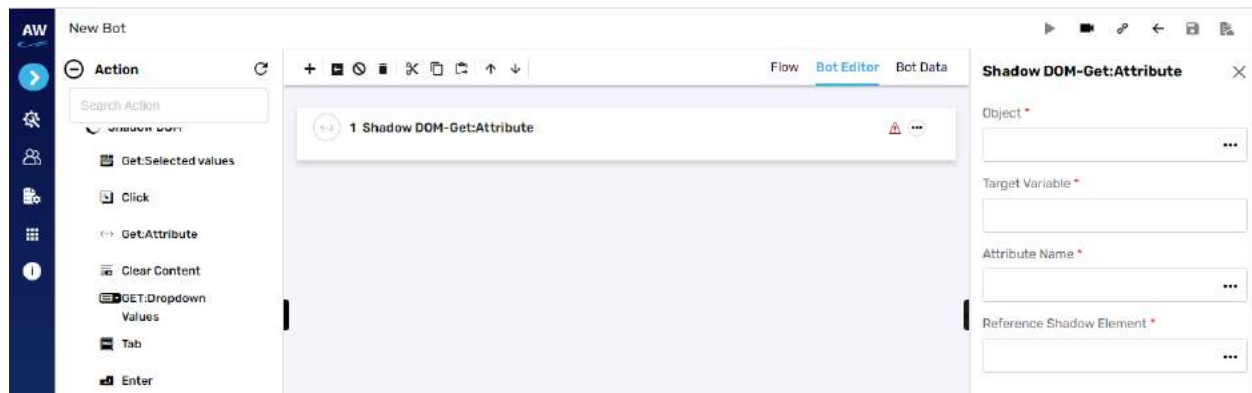 AW
New Bot
Action
Search Action
Shadow DOM
Get:Selected values
Click
Get:Attribute
Clear Content
GET:Dropdown
Values
Tab
Enter
Flow Bot Editor Bot Data
1 Shadow DOM-Get:Attribute
Shadow DOM-Get:Attribute
Object *
Target Variable *
Attribute Name *
Reference Shadow Element *